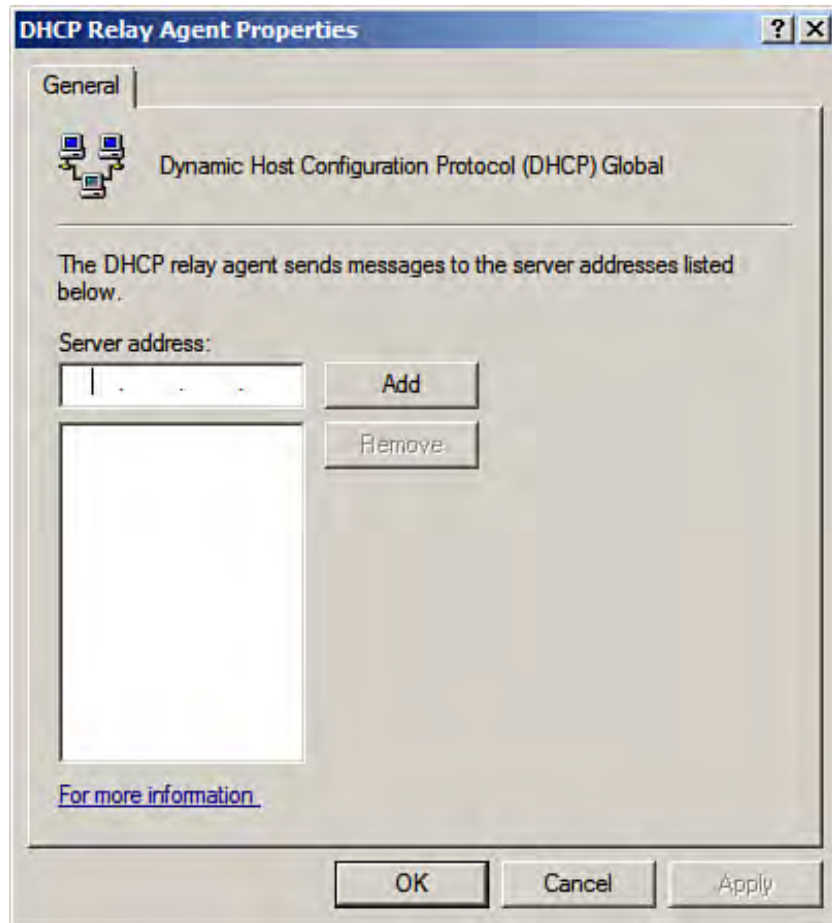 DHCP Relay Agent Properties
General
Dynamic Host Configuration Protocol (DHCP) Global
The DHCP relay agent sends messages to the server addresses listed
below.
Server address:
. . .
Add
Remove
For more information
OK
Cancel
Apply